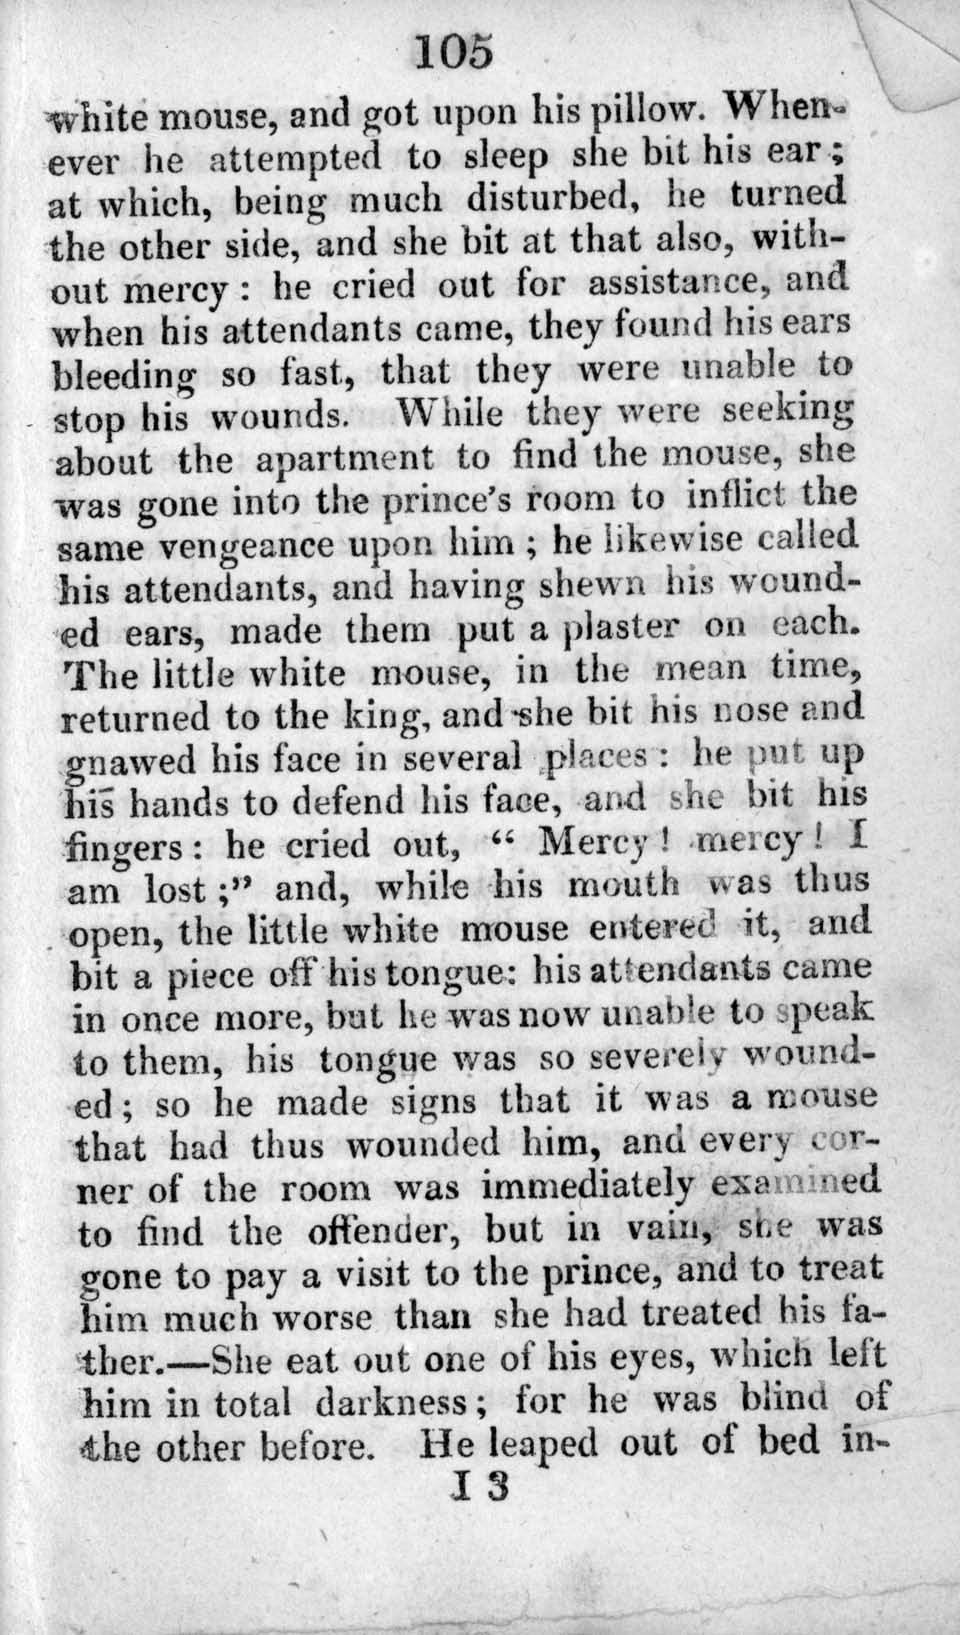 105
white mouse, and got upon his pillow. When-
ever he attempted to sleep she bit his ear;
at which, being much disturbed, he turned
the other side, and she bit at that also, with-
out mercy: he cried out for assistance, and
when his attendants came, they found his ears
bleeding so fast, that they were unable to
stop his wounds. While they were seeking
about the apartment to find the mouse, she
was gone into the prince's room to inflict the
same vengeance upon him; he likewise called
his attendants, and having shewn his wound-
ed ears, made them put a plaster on each.
The little white mouse, in the mean time,
returned to the king, and she bit his nose and
gnawed his face in several places: he put up
his hands to defend his face, and she bit his
fingers: he cried out, “ Mercy! mercy! I
am lost;” and, while his mouth was thus
open, the little white mouse entered it, and
bit a piece off his tongue: his attendants came
in once more, but he was now unable to speak
to them, his tongue was so severely wound-
ed; so he made signs that it was a mouse
that had thus wounded him, and every cor-
ner of the room was immediately examined
to find the offender, but in vain, she was
gone to pay a visit to the prince, and to treat
him much worse than she had treated his fa-
ther.—She eat out one of his eyes, which left
him in total darkness; for he was blind of
the other before. He leaped out of bed in-
I 3